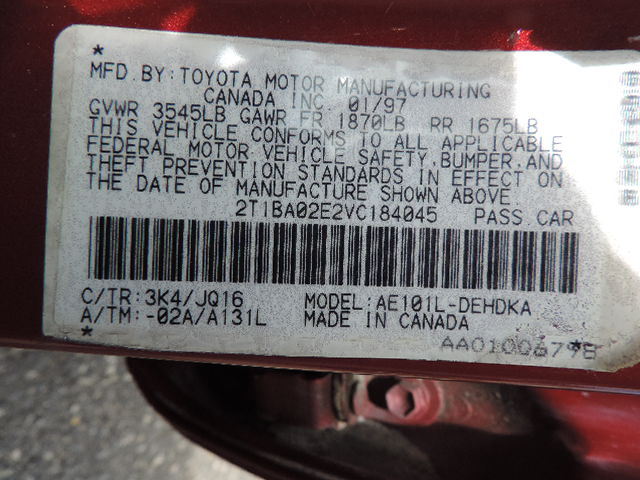 *
MFD. BY: TOYOTA MOTOR MANUFACTURING
CANADA INC. 01/97
GVWR 3545LB GAWR FR 1870LB RR 1675LB
THIS VEHICLE CONFORMS TO ALL APPLICABLE
FEDERAL MOTOR VEHICLE SAFETY, BUMPER, AND
THEFT PREVENTION STANDARDS IN EFFECT ON
THE DATE OF MANUFACTURE SHOWN ABOVE.
2T1BA02E2VC184045 PASS. CAR
C/TR: 3K4/JQ16 MODEL: AE101L-DEHDKA
A/TM: -02A/A131L MADE IN CANADA
*